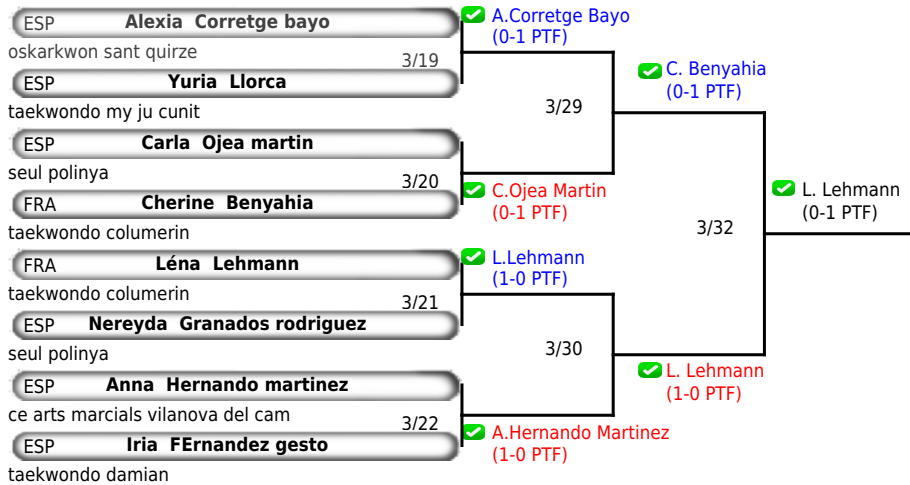 ESP Alexia Corretge bayo
oskarkwon sant quirze
3/19
ESP Yuria Llorca
taekwondo my ju cunit
ESP Carla Ojea martin
seul polinya
3/20
FRA Cherine Benyahia
taekwondo columerin
FRA Léna Lehmann
taekwondo columerin
3/21
ESP Nereyda Granados rodriguez
seul polinya
ESP Anna Hernando martinez
ce arts marcials vilanova del cam
3/22
ESP Iria FErnandez gesto
taekwondo damian
A.Corretge Bayo
(0-1 PTF)
3/29
C.Ojea Martin
(0-1 PTF)
L.Lehmann
(1-0 PTF)
3/30
A.Hernando Martinez
(1-0 PTF)
C. Benyahia
(0-1 PTF)
3/32
L. Lehmann
(1-0 PTF)
L. Lehmann
(0-1 PTF)